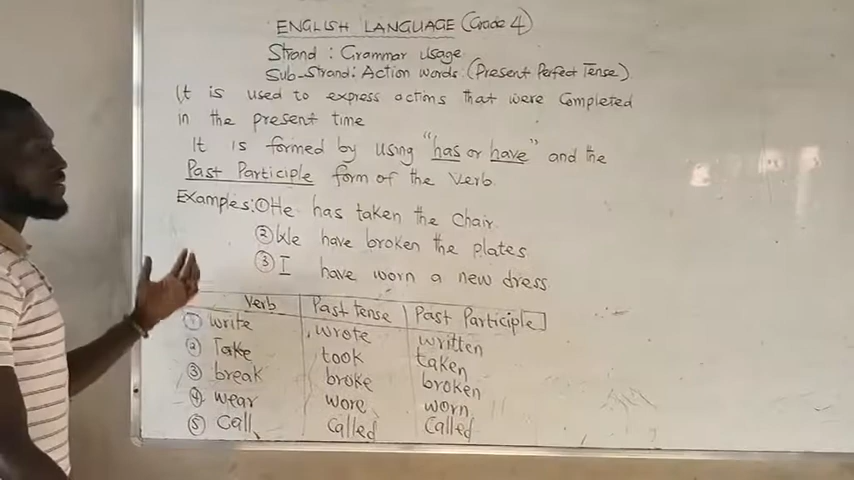 ENGLISH LANGUAGE (Grade 4)
Strand : Grammar Usage
Sub-Strand: Action words (Present Perfect Tense)
It is used to express actions that were completed
in the present time
It is formed by using "has or have" and the
Past Participle form of the verb
Examples: ① He has taken the chair
② We have broken the plates
③ I have worn a new dress
Verb Past Tense Past Participle
① write wrote written
② Take took taken
③ break broke broken
④ wear wore worn
⑤ Call Called Called